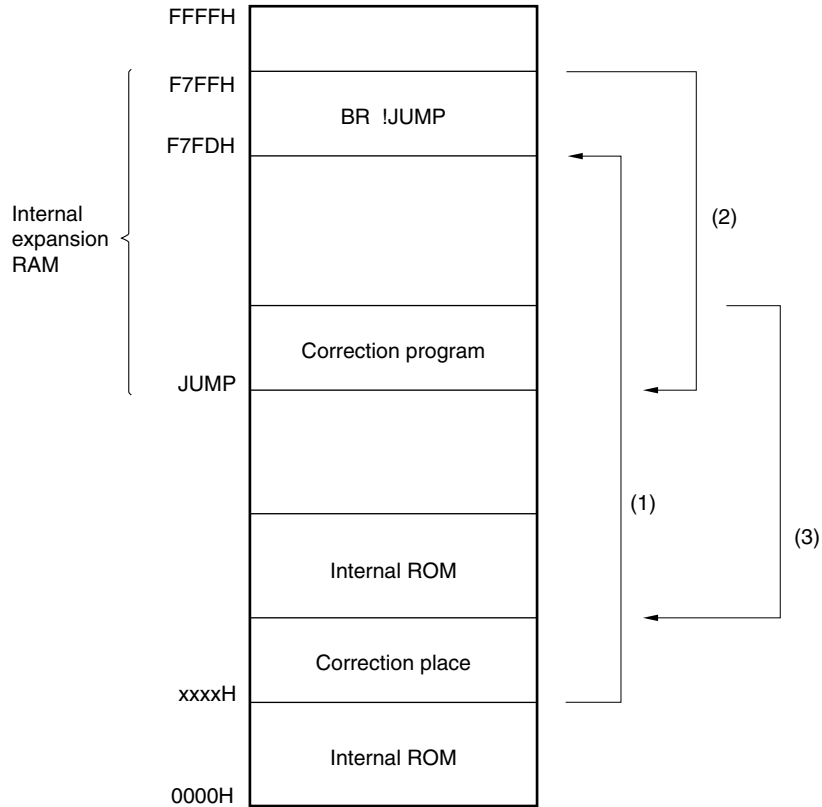 FFFFH
F7FFH
BR !JUMP
F7FDH
(2)
Internal
expansion
RAM
Correction program
JUMP
(1)
(3)
Internal ROM
Correction place
xxxxH
Internal ROM
0000H